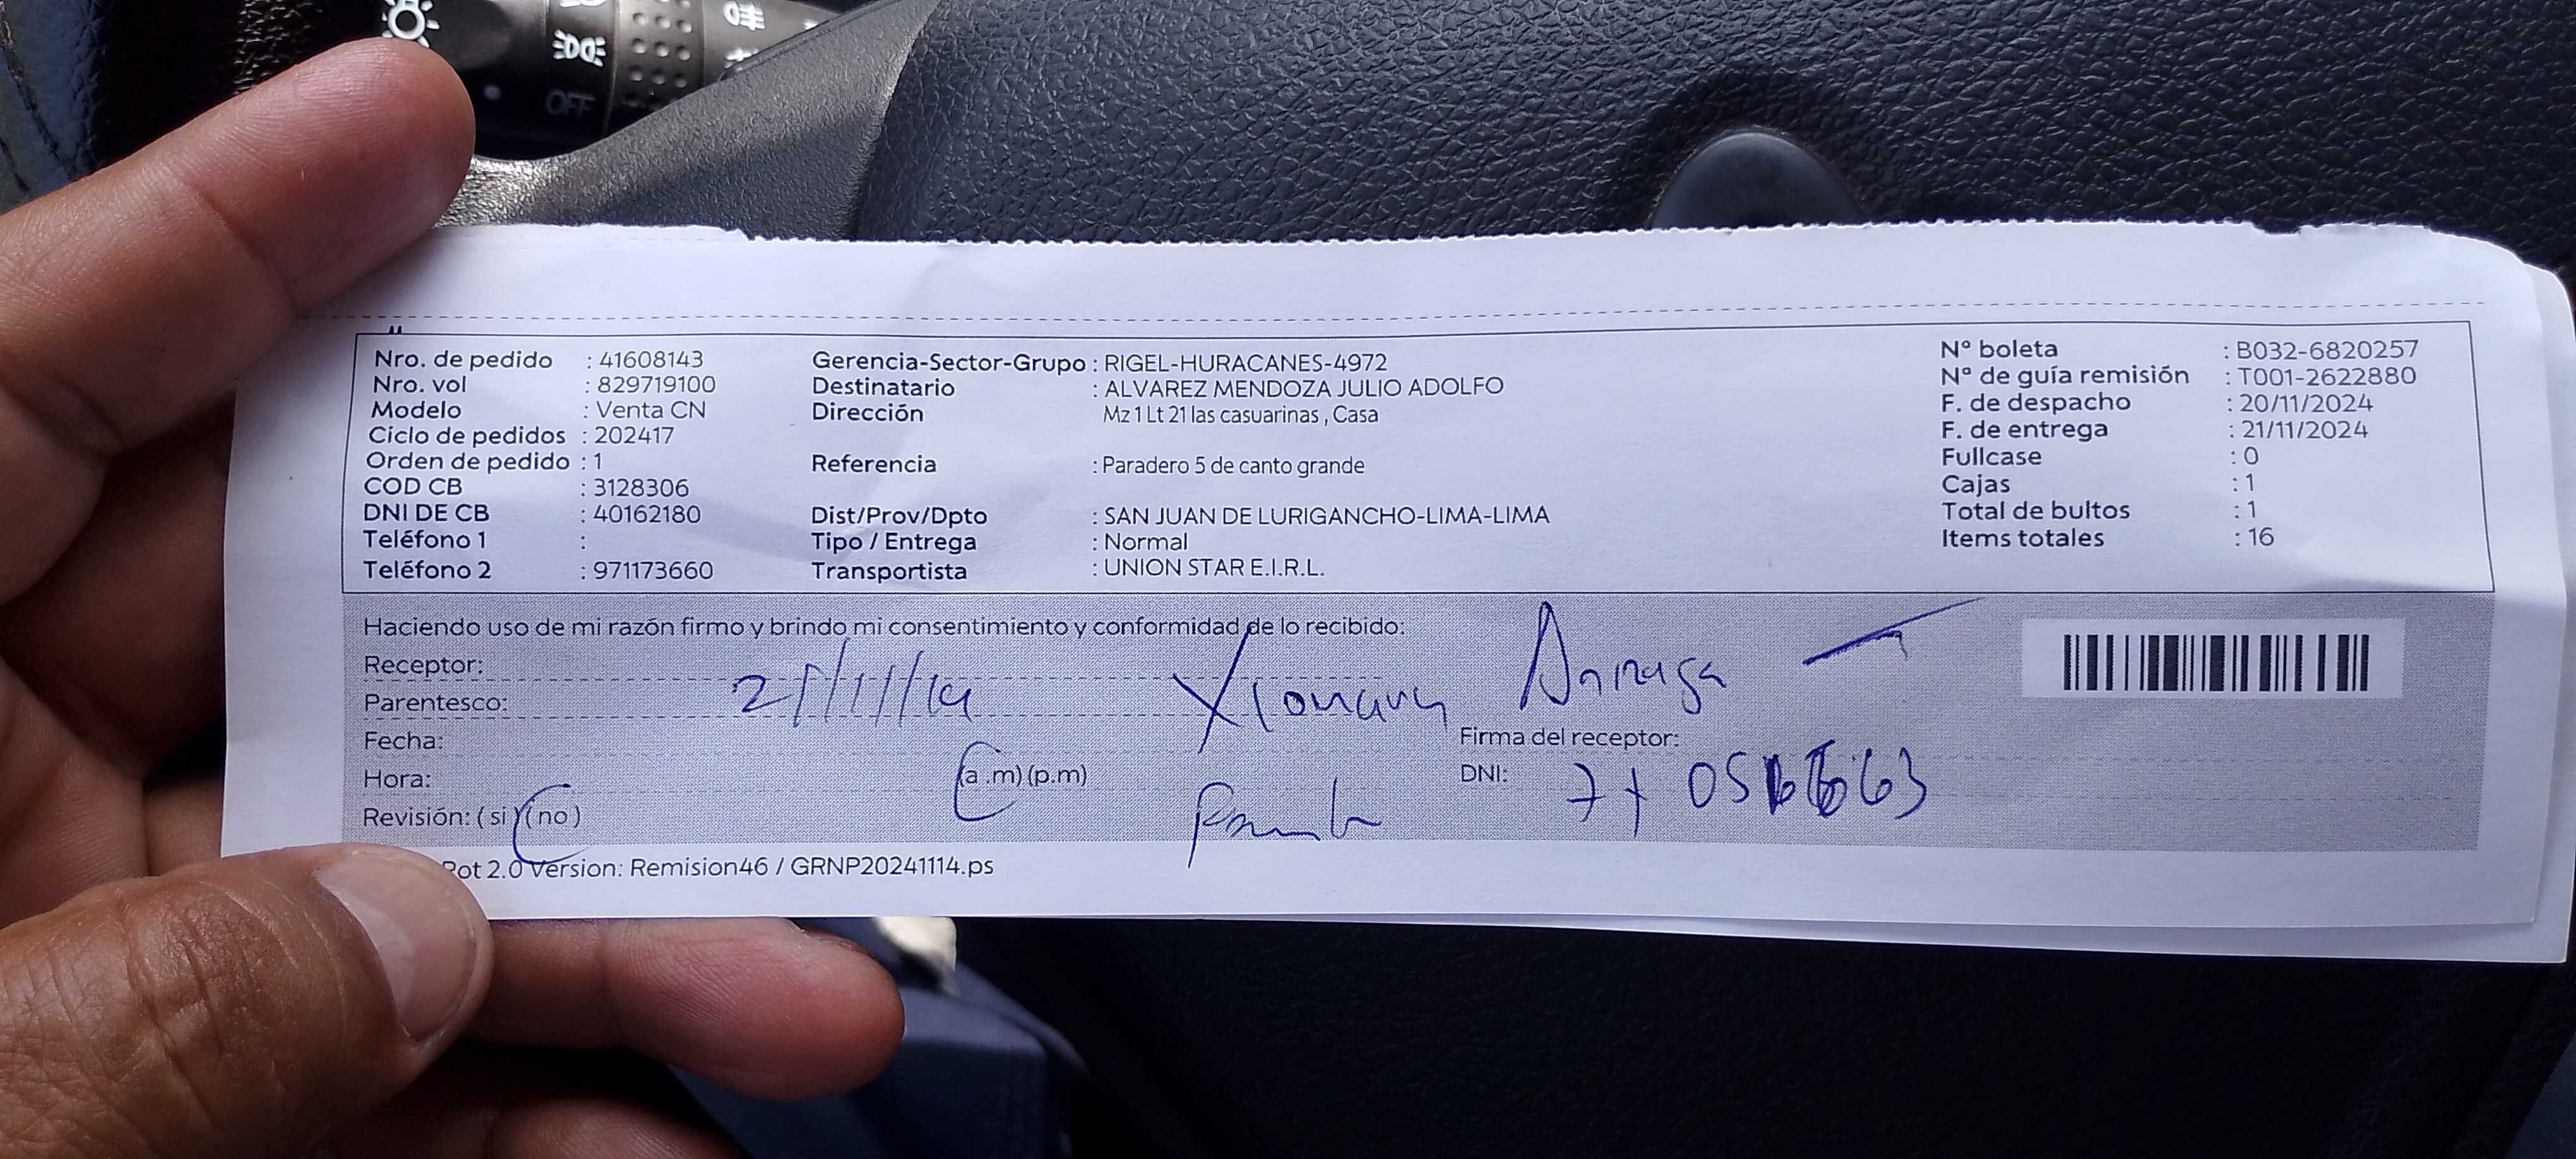 OFF
Nro. de pedido : 41608143 Gerencia-Sector-Grupo : RIGEL-HURACANES-4972 N° boleta : B032-6820257
Nro. vol : 829719100 Destinatario : ALVAREZ MENDOZA JULIO ADOLFO Nª de guía remisión : T001-2622880
Modelo : Venta CN Dirección Mz 1 Lt 21 las casuarinas , Casa F. de despacho : 20/11/2024
Ciclo de pedidos : 202417 F. de entrega : 21/11/2024
Orden de pedido : 1 Referencia : Paradero 5 de canto grande Fullcase : 0
COD CB : 3128306 Cajas : 1
DNI DE CB : 40162180 Dist/Prov/Dpto : SAN JUAN DE LURIGANCHO-LIMA-LIMA Total de bultos : 1
Teléfono 1 : Tipo / Entrega : Normal Items totales : 16
Teléfono 2 : 971173660 Transportista : UNION STAR E.I.R.L.
Haciendo uso de mi razón firmo y brindo mi consentimiento y conformidad de lo recibido:
Receptor:
Parentesco: Xiomara
Fecha: Firma del receptor:
Hora: (a .m) (p.m) DNI:
Revisión: ( si ) ( no )
Pot 2.0 Version: Remision46 / GRNP20241114.ps